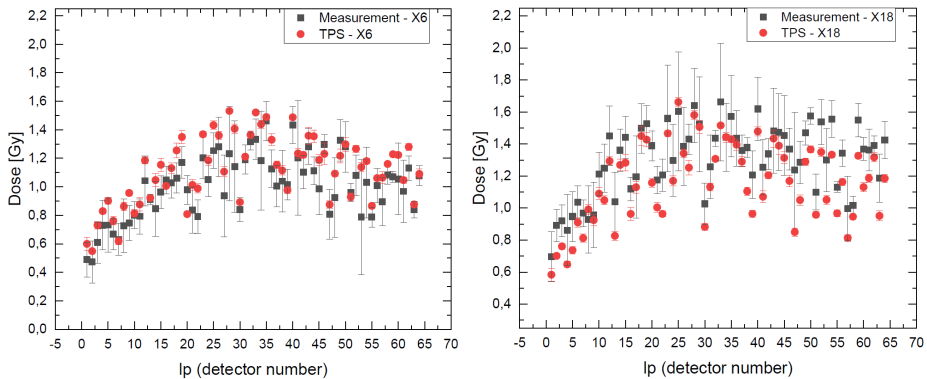 Measurement - X6
TPS - X6
2,2
2,0
1,8
1,6
1,4
1,2
1,0
0,8
0,6
0,4
0,2
0,0
Dose [Gy]
-5 0 5 10 15 20 25 30 35 40 45 50 55 60 65 70
Ip (detector number)
Measurement - X18
TPS - X18
2,2
2,0
1,8
1,6
1,4
1,2
1,0
0,8
0,6
0,4
Dose [Gy]
-5 0 5 10 15 20 25 30 35 40 45 50 55 60 65 70
Ip (detector number)